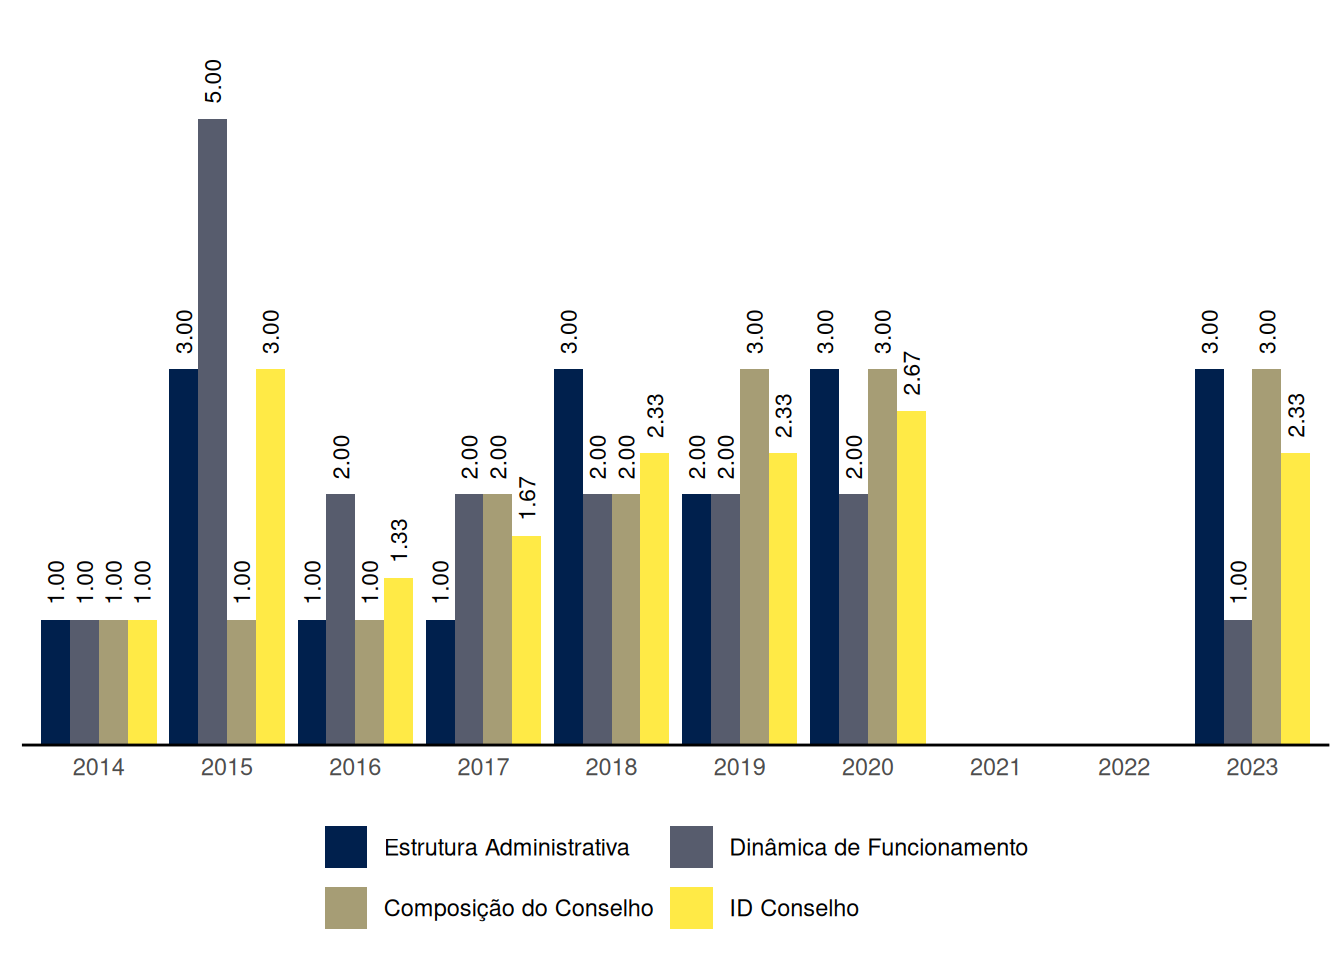 1.00 1.00 1.00 1.00 3.00 5.00 1.00 3.00 1.00 2.00 1.00 1.33 1.00 2.00 2.00 1.67 3.00 2.00 2.00 2.33 2.00 2.00 3.00 2.33 3.00 2.00 3.00 2.67 3.00 1.00 3.00 2.33
2014 2015 2016 2017 2018 2019 2020 2021 2022 2023
Estrutura Administrativa Dinâmica de Funcionamento
Composição do Conselho ID Conselho